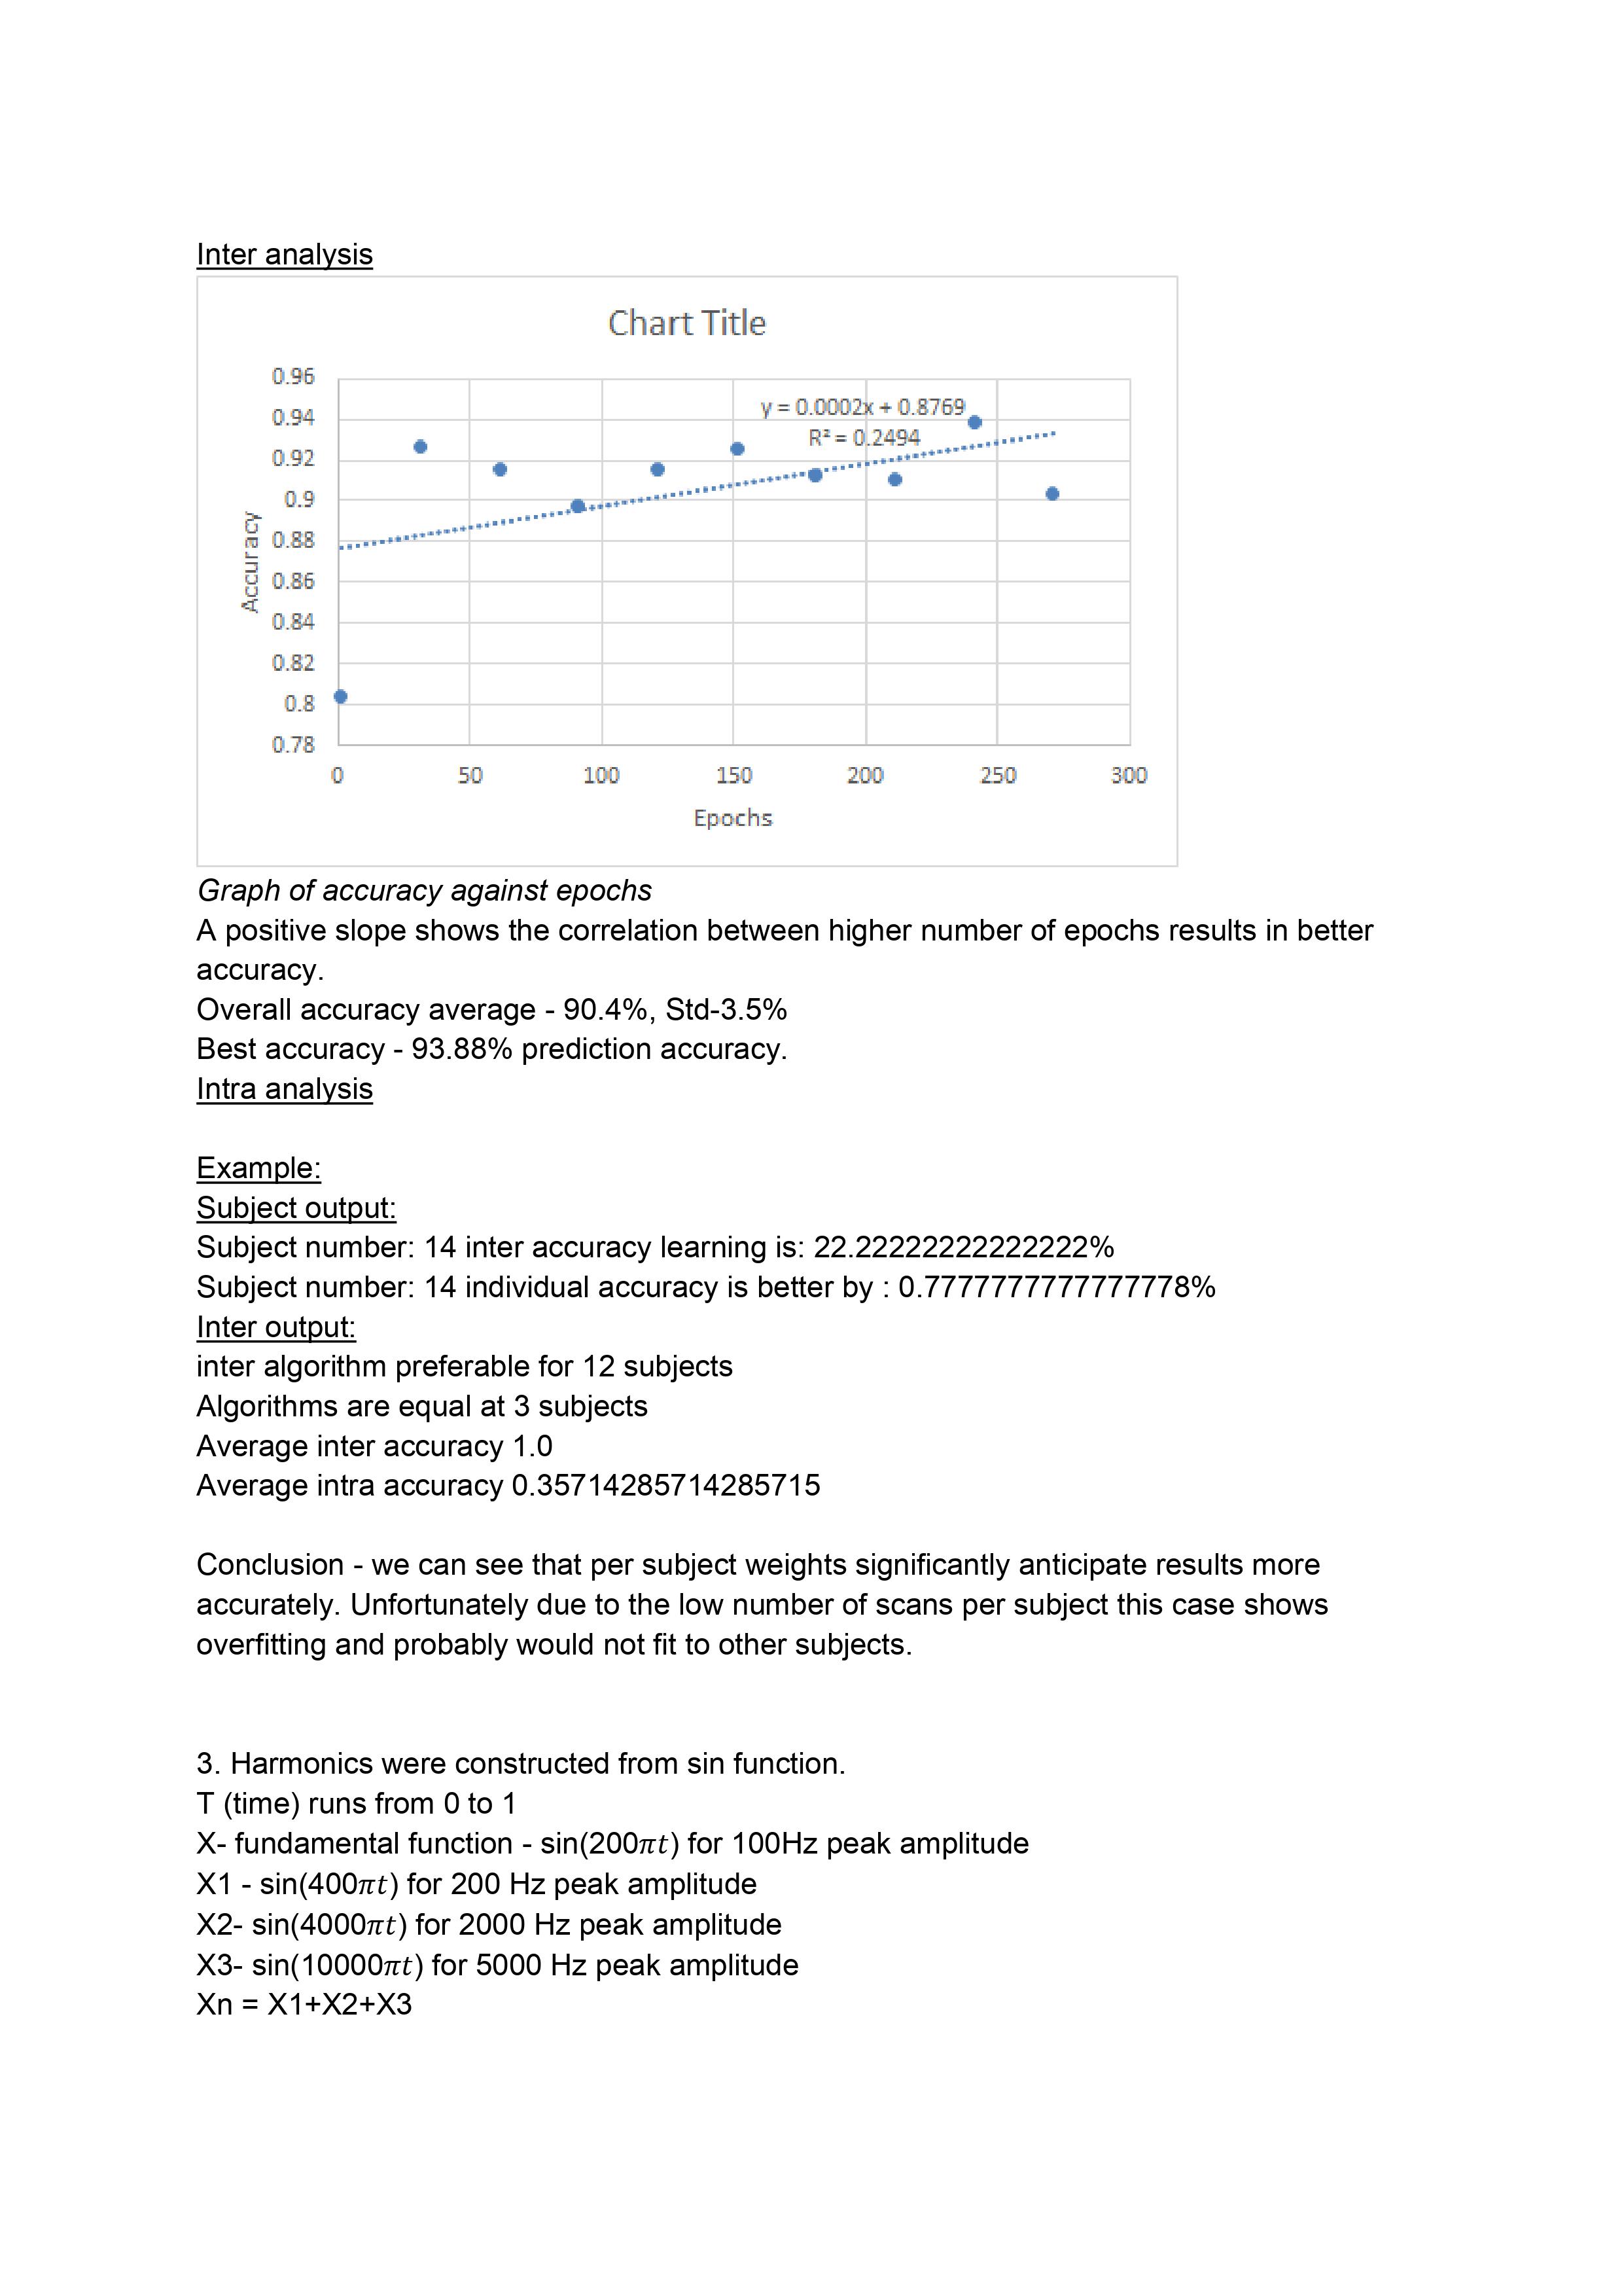 Inter analysis
Chart Title
0.96
0.94
0.92
0.9
0.88
0.86
0.84
0.82
0.8
0.78
Accuracy
y = 0.0002x + 0.8769
R² = 0.2494
0 50 100 150 200 250 300
Epochs
Graph of accuracy against epochs
A positive slope shows the correlation between higher number of epochs results in better
accuracy.
Overall accuracy average - 90.4%, Std-3.5%
Best accuracy - 93.88% prediction accuracy.
Intra analysis
Example:
Subject output:
Subject number: 14 inter accuracy learning is: 22.22222222222222%
Subject number: 14 individual accuracy is better by : 0.7777777777777778%
Inter output:
inter algorithm preferable for 12 subjects
Algorithms are equal at 3 subjects
Average inter accuracy 1.0
Average intra accuracy 0.35714285714285715
Conclusion - we can see that per subject weights significantly anticipate results more
accurately. Unfortunately due to the low number of scans per subject this case shows
overfitting and probably would not fit to other subjects.
3. Harmonics were constructed from sin function.
T (time) runs from 0 to 1
X- fundamental function - sin(200𝜋𝑡) for 100Hz peak amplitude
X1 - sin(400𝜋𝑡) for 200 Hz peak amplitude
X2- sin(4000𝜋𝑡) for 2000 Hz peak amplitude
X3- sin(10000𝜋𝑡) for 5000 Hz peak amplitude
Xn = X1+X2+X3